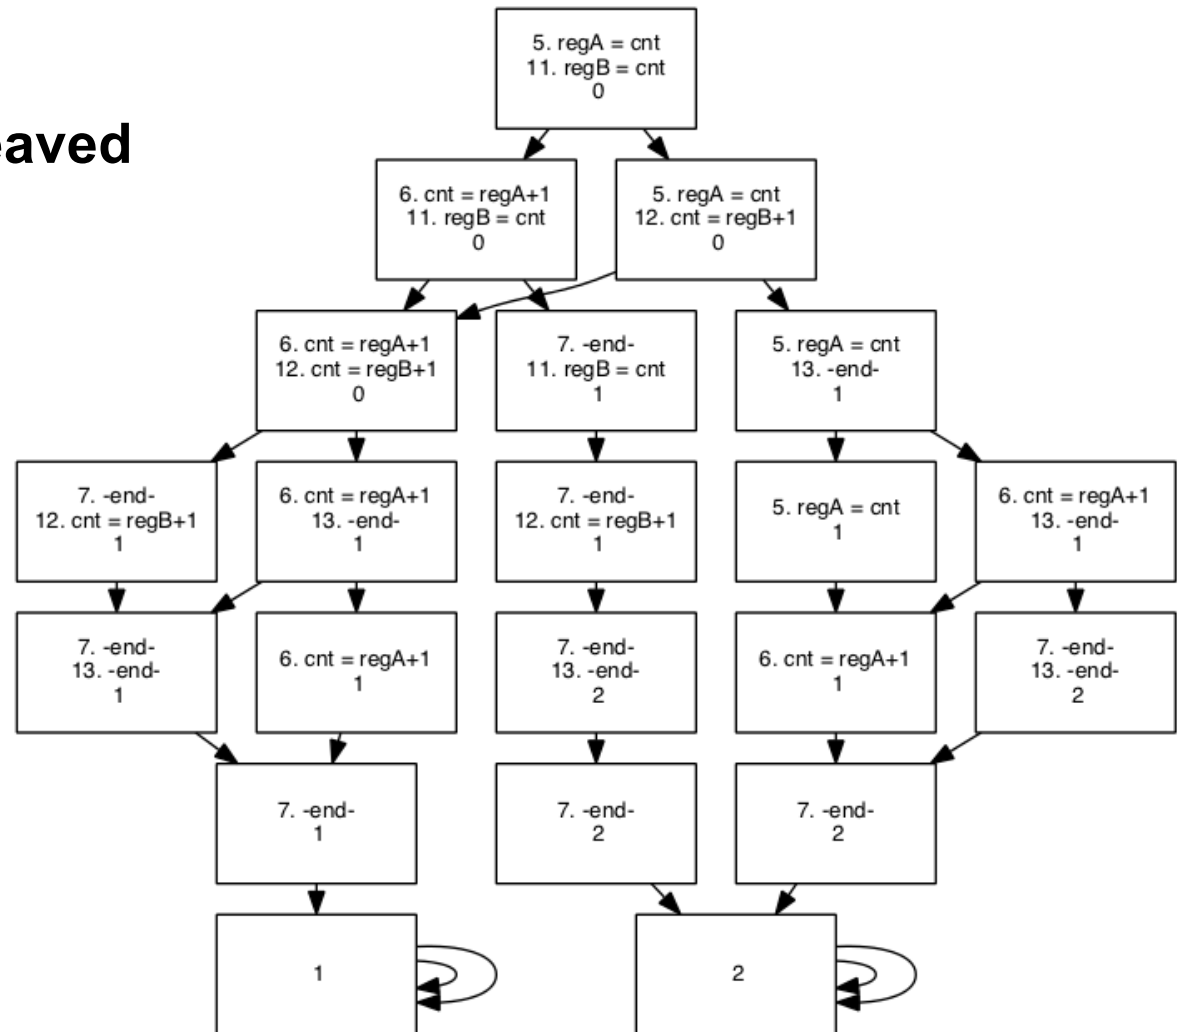 eaved
5. regA = cnt
11. regB = cnt
0
6. cnt = regA+1
11. regB = cnt
0
5. regA = cnt
12. cnt = regB+1
0
6. cnt = regA+1
12. cnt = regB+1
0
7. -end-
11. regB = cnt
1
5. regA = cnt
13. -end-
1
7. -end-
12. cnt = regB+1
1
6. cnt = regA+1
13. -end-
1
7. -end-
12. cnt = regB+1
1
5. regA = cnt
1
6. cnt = regA+1
13. -end-
1
7. -end-
13. -end-
1
6. cnt = regA+1
1
7. -end-
13. -end-
2
6. cnt = regA+1
1
7. -end-
13. -end-
2
7. -end-
1
7. -end-
2
7. -end-
2
1
2